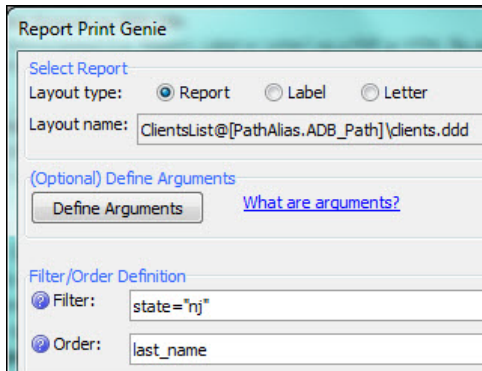 Report Print Genie
Select Report
Layout type: Report Label Letter
Layout name: ClientsList@[PathAlias.ADB_Path]\clients.ddd
(Optional) Define Arguments
Define Arguments What are arguments?
Filter/Order Definition
Filter: state="nj"
Order: last_name